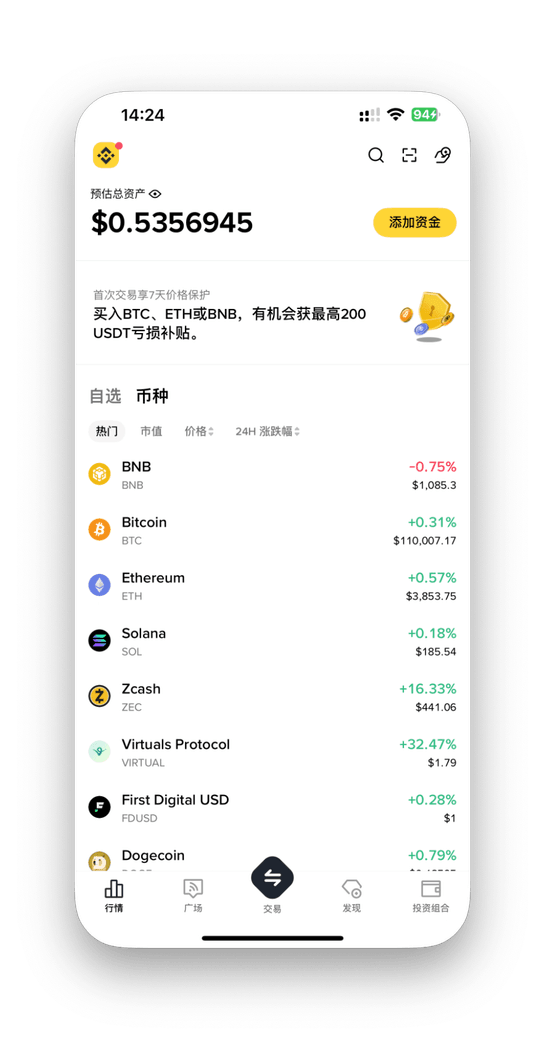 14:24
94
预估总资产
$0.5356945
添加资金
首次交易享7天价格保护
买入BTC、ETH或BNB，有机会获最高200
USDT亏损补贴。
自选 币种
热门 市值 价格 24H 涨跌幅
BNB -0.75%
BNB $1,085.3
Bitcoin +0.31%
BTC $110,007.17
Ethereum +0.57%
ETH $3,853.75
Solana +0.18%
SOL $185.54
Zcash +16.33%
ZEC $441.06
Virtuals Protocol +32.47%
VIRTUAL $1.79
First Digital USD +0.28%
FDUSD $1
Dogecoin +0.79%
行情 广场 交易 发现 投资组合